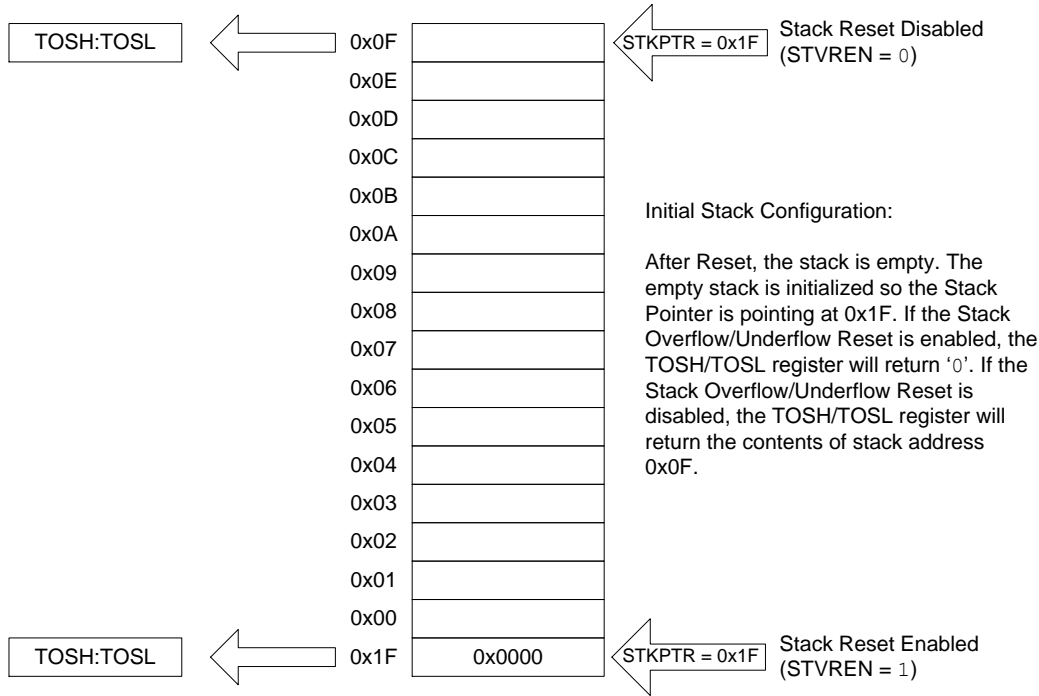 TOSH:TOSL
0x0F
STKPTR = 0x1F
Stack Reset Disabled
(STVREN = 0)
0x0E
0x0D
0x0C
0x0B
0x0A
0x09
0x08
0x07
0x06
0x05
0x04
0x03
0x02
0x01
0x00
Initial Stack Configuration:
After Reset, the stack is empty. The
empty stack is initialized so the Stack
Pointer is pointing at 0x1F. If the Stack
Overflow/Underflow Reset is enabled, the
TOSH/TOSL register will return ‘0’. If the
Stack Overflow/Underflow Reset is
disabled, the TOSH/TOSL register will
return the contents of stack address
0x0F.
TOSH:TOSL
0x1F
0x0000
STKPTR = 0x1F
Stack Reset Enabled
(STVREN = 1)